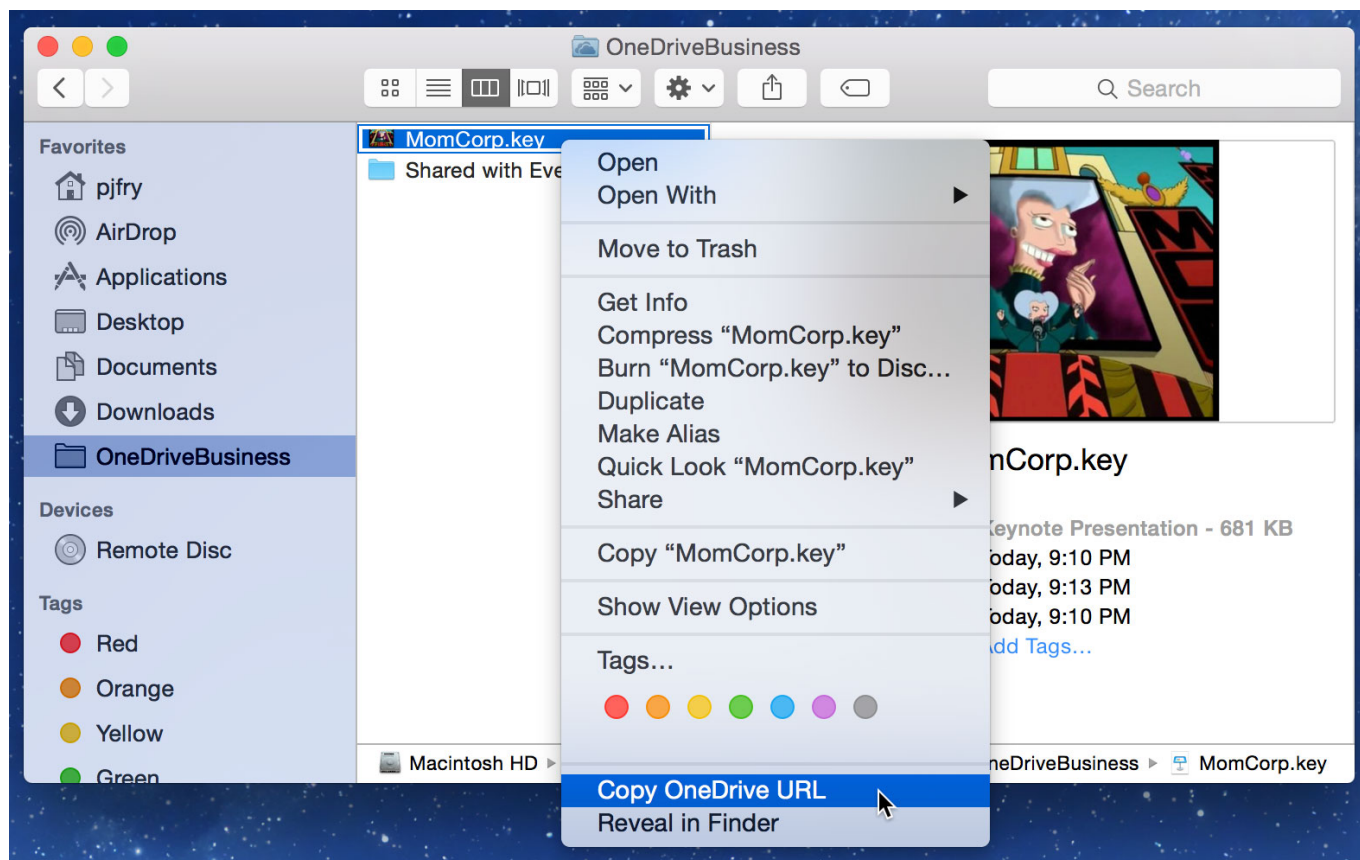 OneDriveBusiness
Search
Favorites
pjfry
AirDrop
Applications
Desktop
Documents
Downloads
OneDriveBusiness
Devices
Remote Disc
Tags
Red
Orange
Yellow
Green
MomCorp.key
Shared with Eve
Open
Open With
Move to Trash
Get Info
Compress “MomCorp.key”
Burn “MomCorp.key” to Disc...
Duplicate
Make Alias
Quick Look “MomCorp.key”
Share
Copy “MomCorp.key”
Show View Options
Tags...
Copy OneDrive URL
Reveal in Finder
mCorp.key
Keynote Presentation - 681 KB
Today, 9:10 PM
Today, 9:13 PM
Today, 9:10 PM
Add Tags...
Macintosh HD
neDriveBusiness
MomCorp.key